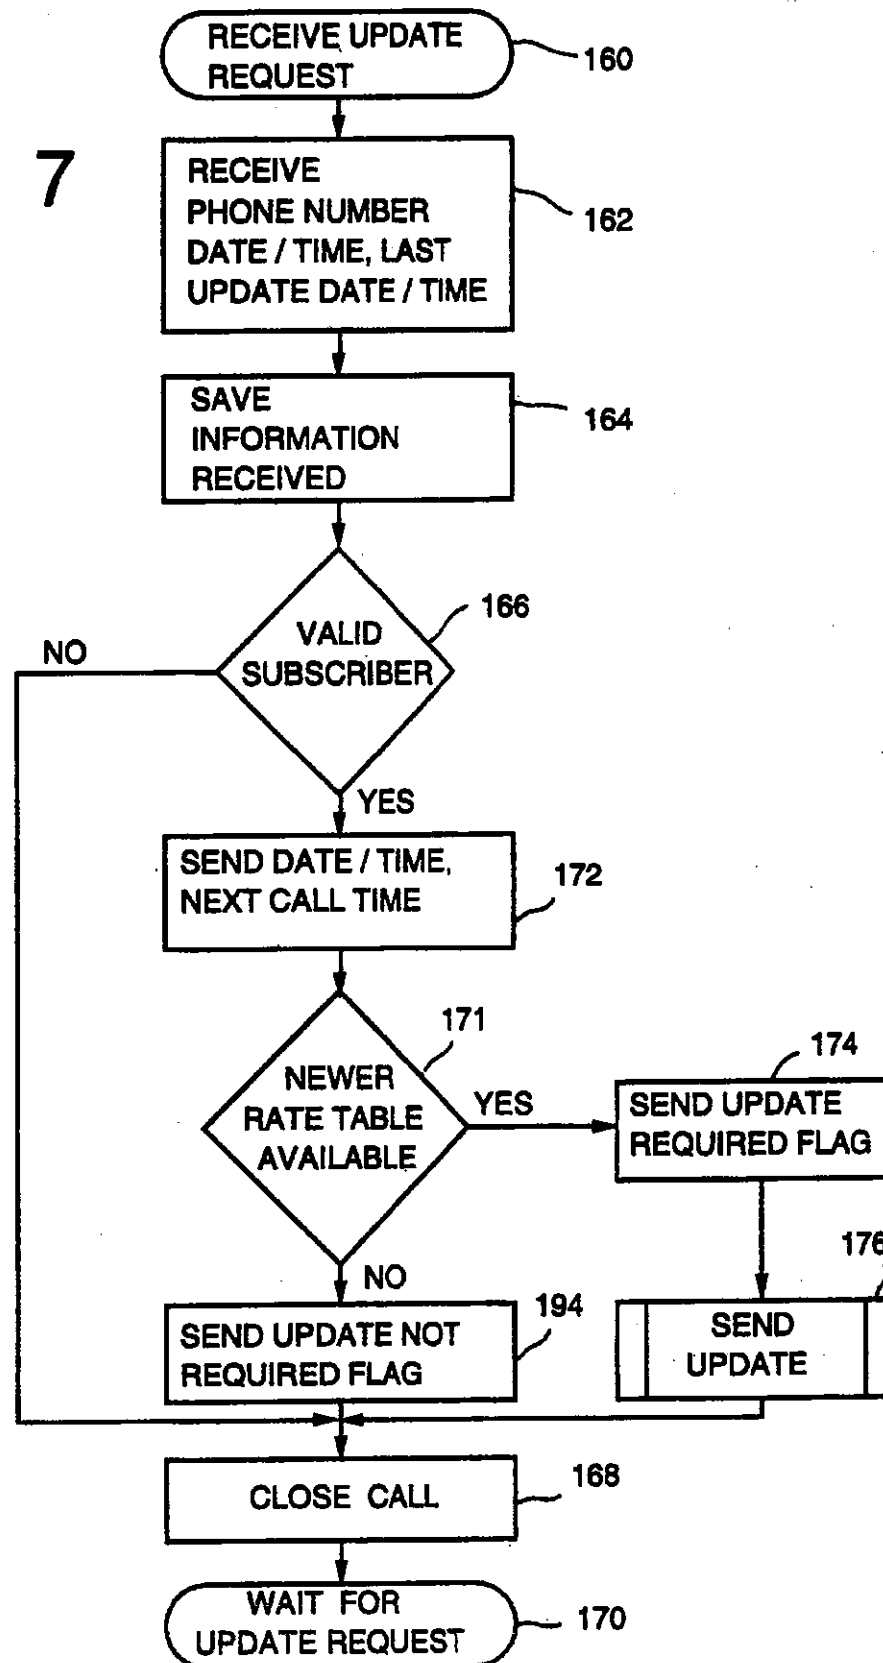 RECEIVE UPDATE
REQUEST
160
7
RECEIVE
PHONE NUMBER
DATE / TIME, LAST
UPDATE DATE / TIME
162
SAVE
INFORMATION
RECEIVED
164
VALID
SUBSCRIBER
166
NO
YES
SEND DATE / TIME,
NEXT CALL TIME
172
NEWER
RATE TABLE
AVAILABLE
171
YES
174
SEND UPDATE
REQUIRED FLAG
NO
176
SEND UPDATE NOT
REQUIRED FLAG
194
SEND
UPDATE
CLOSE CALL
168
WAIT FOR
UPDATE REQUEST
170